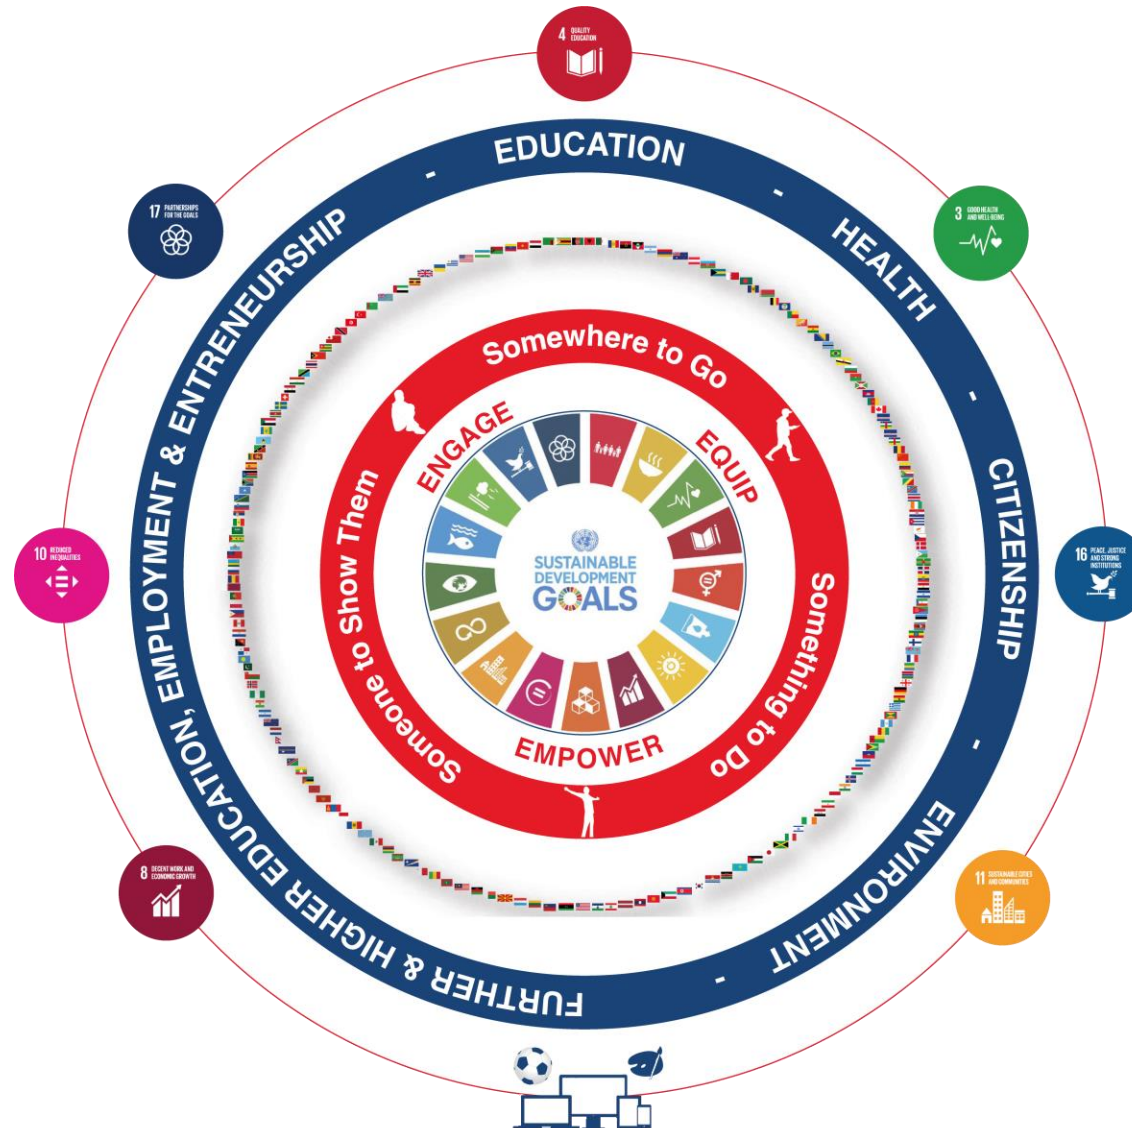 4 QUALITY
EDUCATION
3 GOOD HEALTH
AND WELL-BEING
16 PEACE, JUSTICE
AND STRONG
INSTITUTIONS
11 SUSTAINABLE CITIES
AND COMMUNITIES
8 DECENT WORK AND
ECONOMIC GROWTH
10 REDUCED
INEQUALITIES
17 PARTNERSHIPS
FOR THE GOALS
EDUCATION - HEALTH - CITIZENSHIP - ENVIRONMENT - FURTHER & HIGHER EDUCATION, EMPLOYMENT & ENTREPRENEURSHIP -
Somewhere to Go
Something to Do
Someone to Show Them
ENGAGE
EQUIP
EMPOWER
SUSTAINABLE
DEVELOPMENT
GOALS